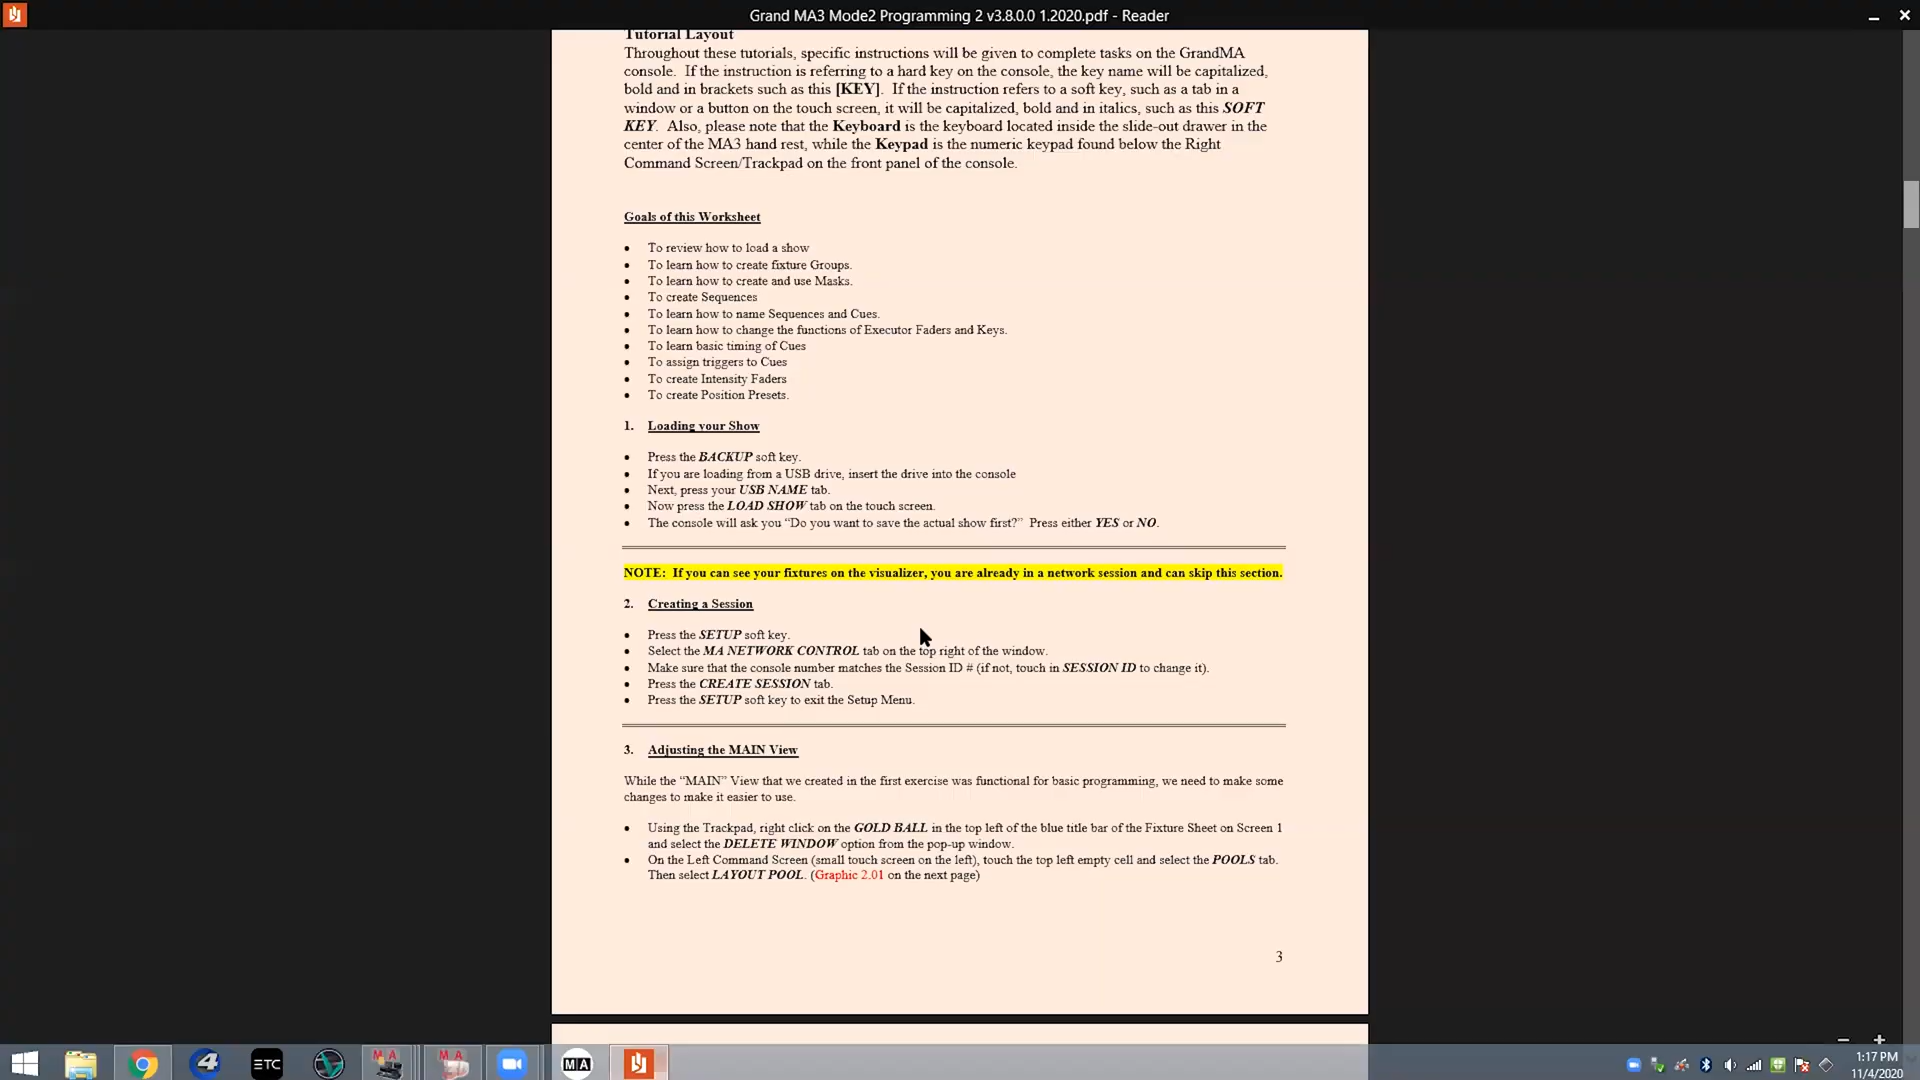 Grand MA3 Mode2 Programming 2 v3.8.0.0 1.2020.pdf - Reader
Tutorial Layout
Throughout these tutorials, specific instructions will be given to complete tasks on the GrandMA
console. If the instruction is referring to a hard key on the console, the key name will be capitalized,
bold and in brackets such as this [KEY]. If the instruction refers to a soft key, such as a tab in a
window or a button on the touch screen, it will be capitalized, bold and in italics, such as this SOFT
KEY. Also, please note that the Keyboard is the keyboard located inside the slide-out drawer in the
center of the MA3 hand rest, while the Keypad is the numeric keypad found below the Right
Command Screen/Trackpad on the front panel of the console.
Goals of this Worksheet
• To review how to load a show
• To learn how to create fixture Groups.
• To learn how to create and use Masks.
• To create Sequences
• To learn how to name Sequences and Cues.
• To learn how to change the functions of Executor Faders and Keys.
• To learn basic timing of Cues
• To assign triggers to Cues
• To create Intensity Faders
• To create Position Presets.
1. Loading your Show
• Press the BACKUP soft key.
• If you are loading from a USB drive, insert the drive into the console
• Next, press your USB NAME tab.
• Now press the LOAD SHOW tab on the touch screen.
• The console will ask you “Do you want to save the actual show first?” Press either YES or NO.
NOTE: If you can see your fixtures on the visualizer, you are already in a network session and can skip this section.
2. Creating a Session
• Press the SETUP soft key.
• Select the MA NETWORK CONTROL tab on the top right of the window.
• Make sure that the console number matches the Session ID # (if not, touch in SESSION ID to change it).
• Press the CREATE SESSION tab.
• Press the SETUP soft key to exit the Setup Menu.
3. Adjusting the MAIN View
While the “MAIN” View that we created in the first exercise was functional for basic programming, we need to make some
changes to make it easier to use.
• Using the Trackpad, right click on the GOLD BALL in the top left of the blue title bar of the Fixture Sheet on Screen 1
and select the DELETE WINDOW option from the pop-up window.
• On the Left Command Screen (small touch screen on the left), touch the top left empty cell and select the POOLS tab.
Then select LAYOUT POOL. (Graphic 2.01 on the next page)
3
4
ETC
MA
MA
MA
1:17 PM
11/4/2020